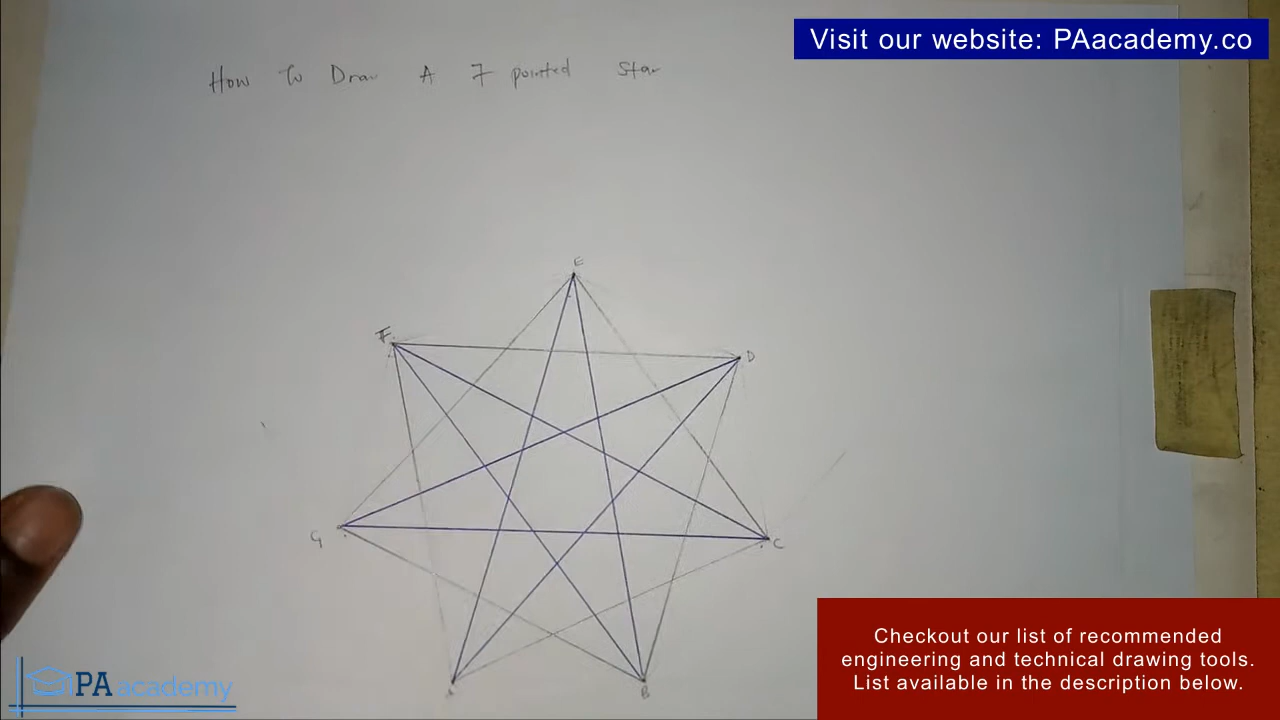 Visit our website: PAacademy.co
How To Draw A 7 pointed Star
E
F
D
G
C
A
B
Checkout our list of recommended
engineering and technical drawing tools.
List available in the description below.
PA academy